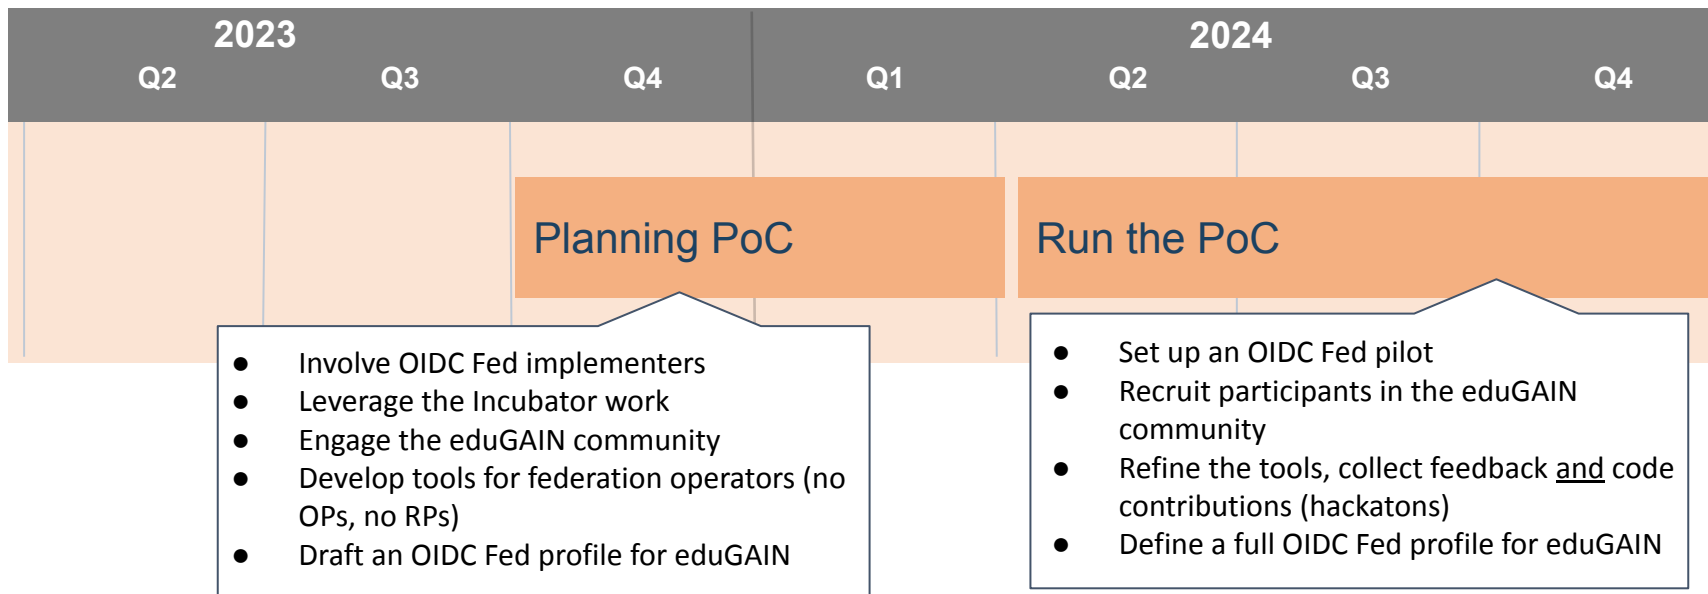 2023
2024
Q2
Q3
Q4
Q1
Q2
Q3
Q4
Planning PoC
Run the PoC
● Involve OIDC Fed implementers
● Leverage the Incubator work
● Engage the eduGAIN community
● Develop tools for federation operators (no
OPs, no RPs)
● Draft an OIDC Fed profile for eduGAIN
● Set up an OIDC Fed pilot
● Recruit participants in the eduGAIN
community
● Refine the tools, collect feedback and code
contributions (hackatons)
● Define a full OIDC Fed profile for eduGAIN